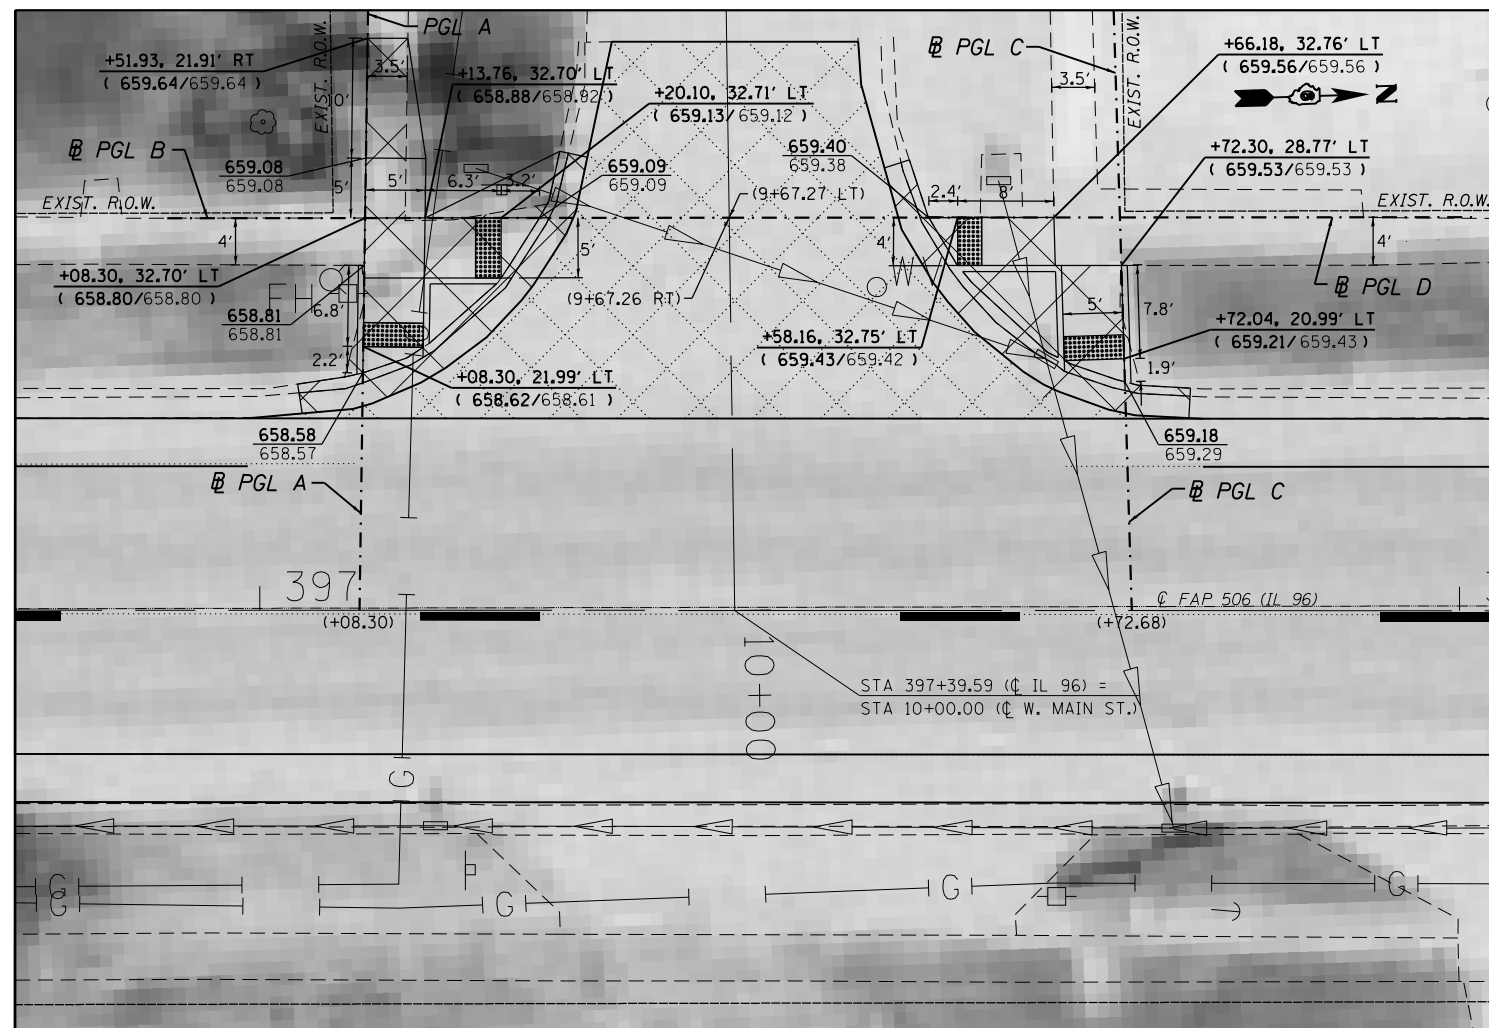 PGL A
+51.93, 21.91' RT
( 659.64/659.64 )
3.5'
+13.76, 32.70' LT
( 658.88/658.92 )
+20.10, 32.71' LT
( 659.13/659.12 )
EXIST. R.O.W.
PGL B
659.08
659.08
5'
5'
6.3'
3.2'
659.09
659.09
EXIST. R.O.W.
4'
5'
+08.30, 32.70' LT
( 658.80/658.80 )
FH
6.8'
658.81
658.81
2.2'
+08.30, 21.99' LT
( 658.62/658.61 )
658.58
658.57
℄ PGL A
(9+67.27 LT)
(9+67.26 RT)
659.40
659.38
PGL C
+66.18, 32.76' LT
( 659.56/659.56 )
3.5'
EXIST. R.O.W.
N
+72.30, 28.77' LT
( 659.53/659.53 )
2.4'
8'
EXIST. R.O.W.
4'
4'
W
PGL D
5'
7.8'
+58.16, 32.75' LT
( 659.43/659.42 )
+72.04, 20.99' LT
( 659.21/659.43 )
1.9'
659.18
659.29
PGL C
397
(+08.30)
℄ FAP 506 (IL 96)
(+72.68)
10+00
STA 397+39.59 (℄ IL 96) =
STA 10+00.00 (℄ W. MAIN ST.)
G
G
G
G
G
G